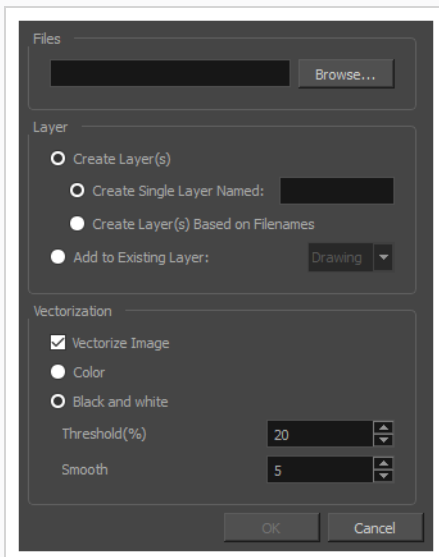 Files
Browse...
Layer
Create Layer(s)
Create Single Layer Named:
Create Layer(s) Based on Filenames
Add to Existing Layer: Drawing
Vectorization
Vectorize Image
Color
Black and white
Threshold(%) 20
Smooth 5
OK Cancel